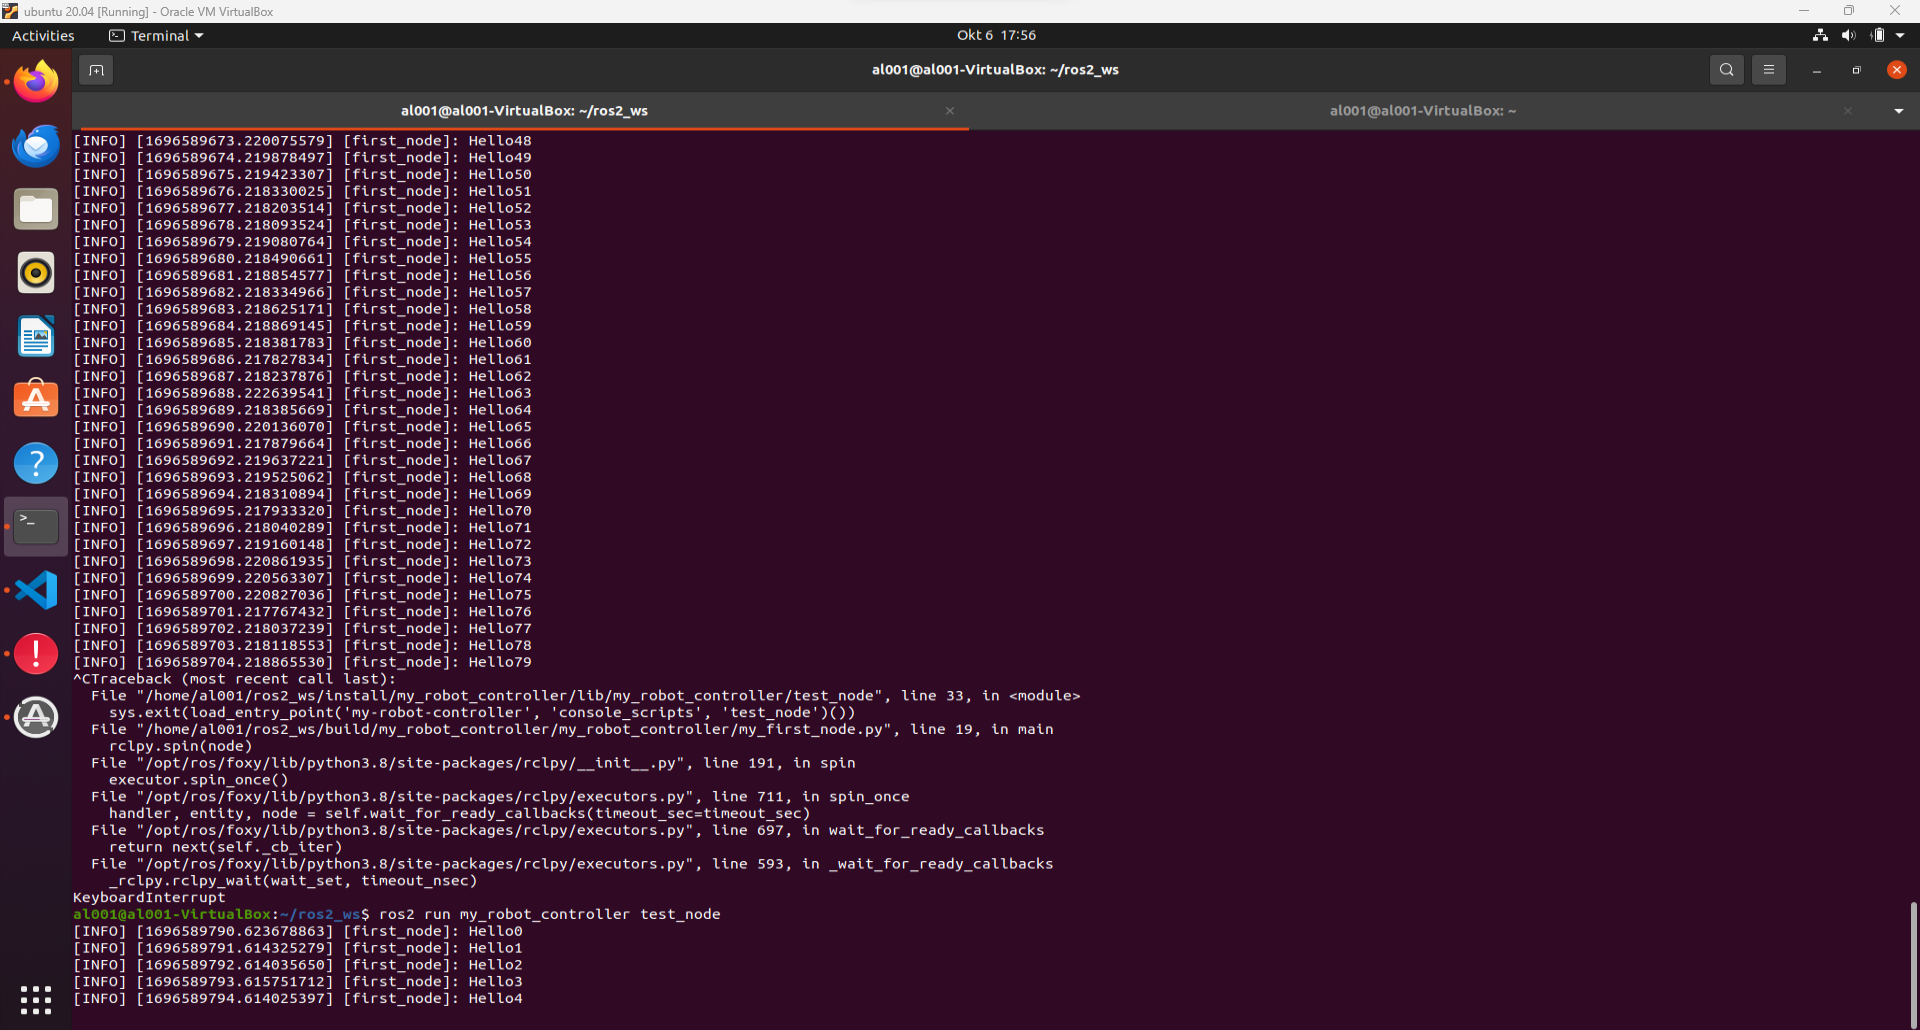 ubuntu 20.04 [Running] - Oracle VM VirtualBox
Activities
Terminal
Okt 6 17:56
al001@al001-VirtualBox: ~/ros2_ws
al001@al001-VirtualBox: ~/ros2_ws
al001@al001-VirtualBox: ~
[INFO] [1696589673.220075579] [first_node]: Hello48
[INFO] [1696589674.219878497] [first_node]: Hello49
[INFO] [1696589675.219423307] [first_node]: Hello50
[INFO] [1696589676.218330025] [first_node]: Hello51
[INFO] [1696589677.218203514] [first_node]: Hello52
[INFO] [1696589678.218093524] [first_node]: Hello53
[INFO] [1696589679.219080764] [first_node]: Hello54
[INFO] [1696589680.218490661] [first_node]: Hello55
[INFO] [1696589681.218854577] [first_node]: Hello56
[INFO] [1696589682.218334966] [first_node]: Hello57
[INFO] [1696589683.218625171] [first_node]: Hello58
[INFO] [1696589684.218869145] [first_node]: Hello59
[INFO] [1696589685.218381783] [first_node]: Hello60
[INFO] [1696589686.217827834] [first_node]: Hello61
[INFO] [1696589687.218237876] [first_node]: Hello62
[INFO] [1696589688.222639541] [first_node]: Hello63
[INFO] [1696589689.218385669] [first_node]: Hello64
[INFO] [1696589690.220136070] [first_node]: Hello65
[INFO] [1696589691.217879664] [first_node]: Hello66
[INFO] [1696589692.219637221] [first_node]: Hello67
[INFO] [1696589693.219525062] [first_node]: Hello68
[INFO] [1696589694.218310894] [first_node]: Hello69
[INFO] [1696589695.217933320] [first_node]: Hello70
[INFO] [1696589696.218040289] [first_node]: Hello71
[INFO] [1696589697.219160148] [first_node]: Hello72
[INFO] [1696589698.220861935] [first_node]: Hello73
[INFO] [1696589699.220563307] [first_node]: Hello74
[INFO] [1696589700.220827036] [first_node]: Hello75
[INFO] [1696589701.217767432] [first_node]: Hello76
[INFO] [1696589702.218037239] [first_node]: Hello77
[INFO] [1696589703.218118553] [first_node]: Hello78
[INFO] [1696589704.218865530] [first_node]: Hello79
^CTraceback (most recent call last):
  File "/home/al001/ros2_ws/install/my_robot_controller/lib/my_robot_controller/test_node", line 33, in <module>
    sys.exit(load_entry_point('my-robot-controller', 'console_scripts', 'test_node')())
  File "/home/al001/ros2_ws/build/my_robot_controller/my_robot_controller/my_first_node.py", line 19, in main
    rclpy.spin(node)
  File "/opt/ros/foxy/lib/python3.8/site-packages/rclpy/__init__.py", line 191, in spin
    executor.spin_once()
  File "/opt/ros/foxy/lib/python3.8/site-packages/rclpy/executors.py", line 711, in spin_once
    handler, entity, node = self.wait_for_ready_callbacks(timeout_sec=timeout_sec)
  File "/opt/ros/foxy/lib/python3.8/site-packages/rclpy/executors.py", line 697, in wait_for_ready_callbacks
    return next(self._cb_iter)
  File "/opt/ros/foxy/lib/python3.8/site-packages/rclpy/executors.py", line 593, in _wait_for_ready_callbacks
    _rclpy.rclpy_wait(wait_set, timeout_nsec)
KeyboardInterrupt
al001@al001-VirtualBox:~/ros2_ws$ ros2 run my_robot_controller test_node
[INFO] [1696589790.623678863] [first_node]: Hello0
[INFO] [1696589791.614325279] [first_node]: Hello1
[INFO] [1696589792.614035650] [first_node]: Hello2
[INFO] [1696589793.615751712] [first_node]: Hello3
[INFO] [1696589794.614025397] [first_node]: Hello4